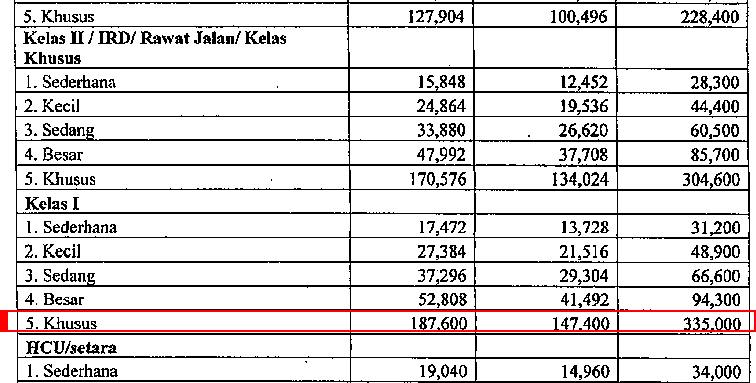 5. Khusus 127,904 100,496 228,400
Kelas II / IRD/ Rawat Jalan/ Kelas
Khusus
1. Sederhana 15,848 12,452 28,300
2. Kecil 24,864 19,536 44,400
3. Sedang 33,880 26,620 60,500
4. Besar 47,992 37,708 85,700
5. Khusus 170,576 134,024 304,600
Kelas I
1. Sederhana 17,472 13,728 31,200
2. Kecil 27,384 21,516 48,900
3. Sedang 37,296 29,304 66,600
4. Besar 52,808 41,492 94,300
5. Khusus 187,600 147,400 335,000
HCU/setara
1. Sederhana 19,040 14,960 34,000